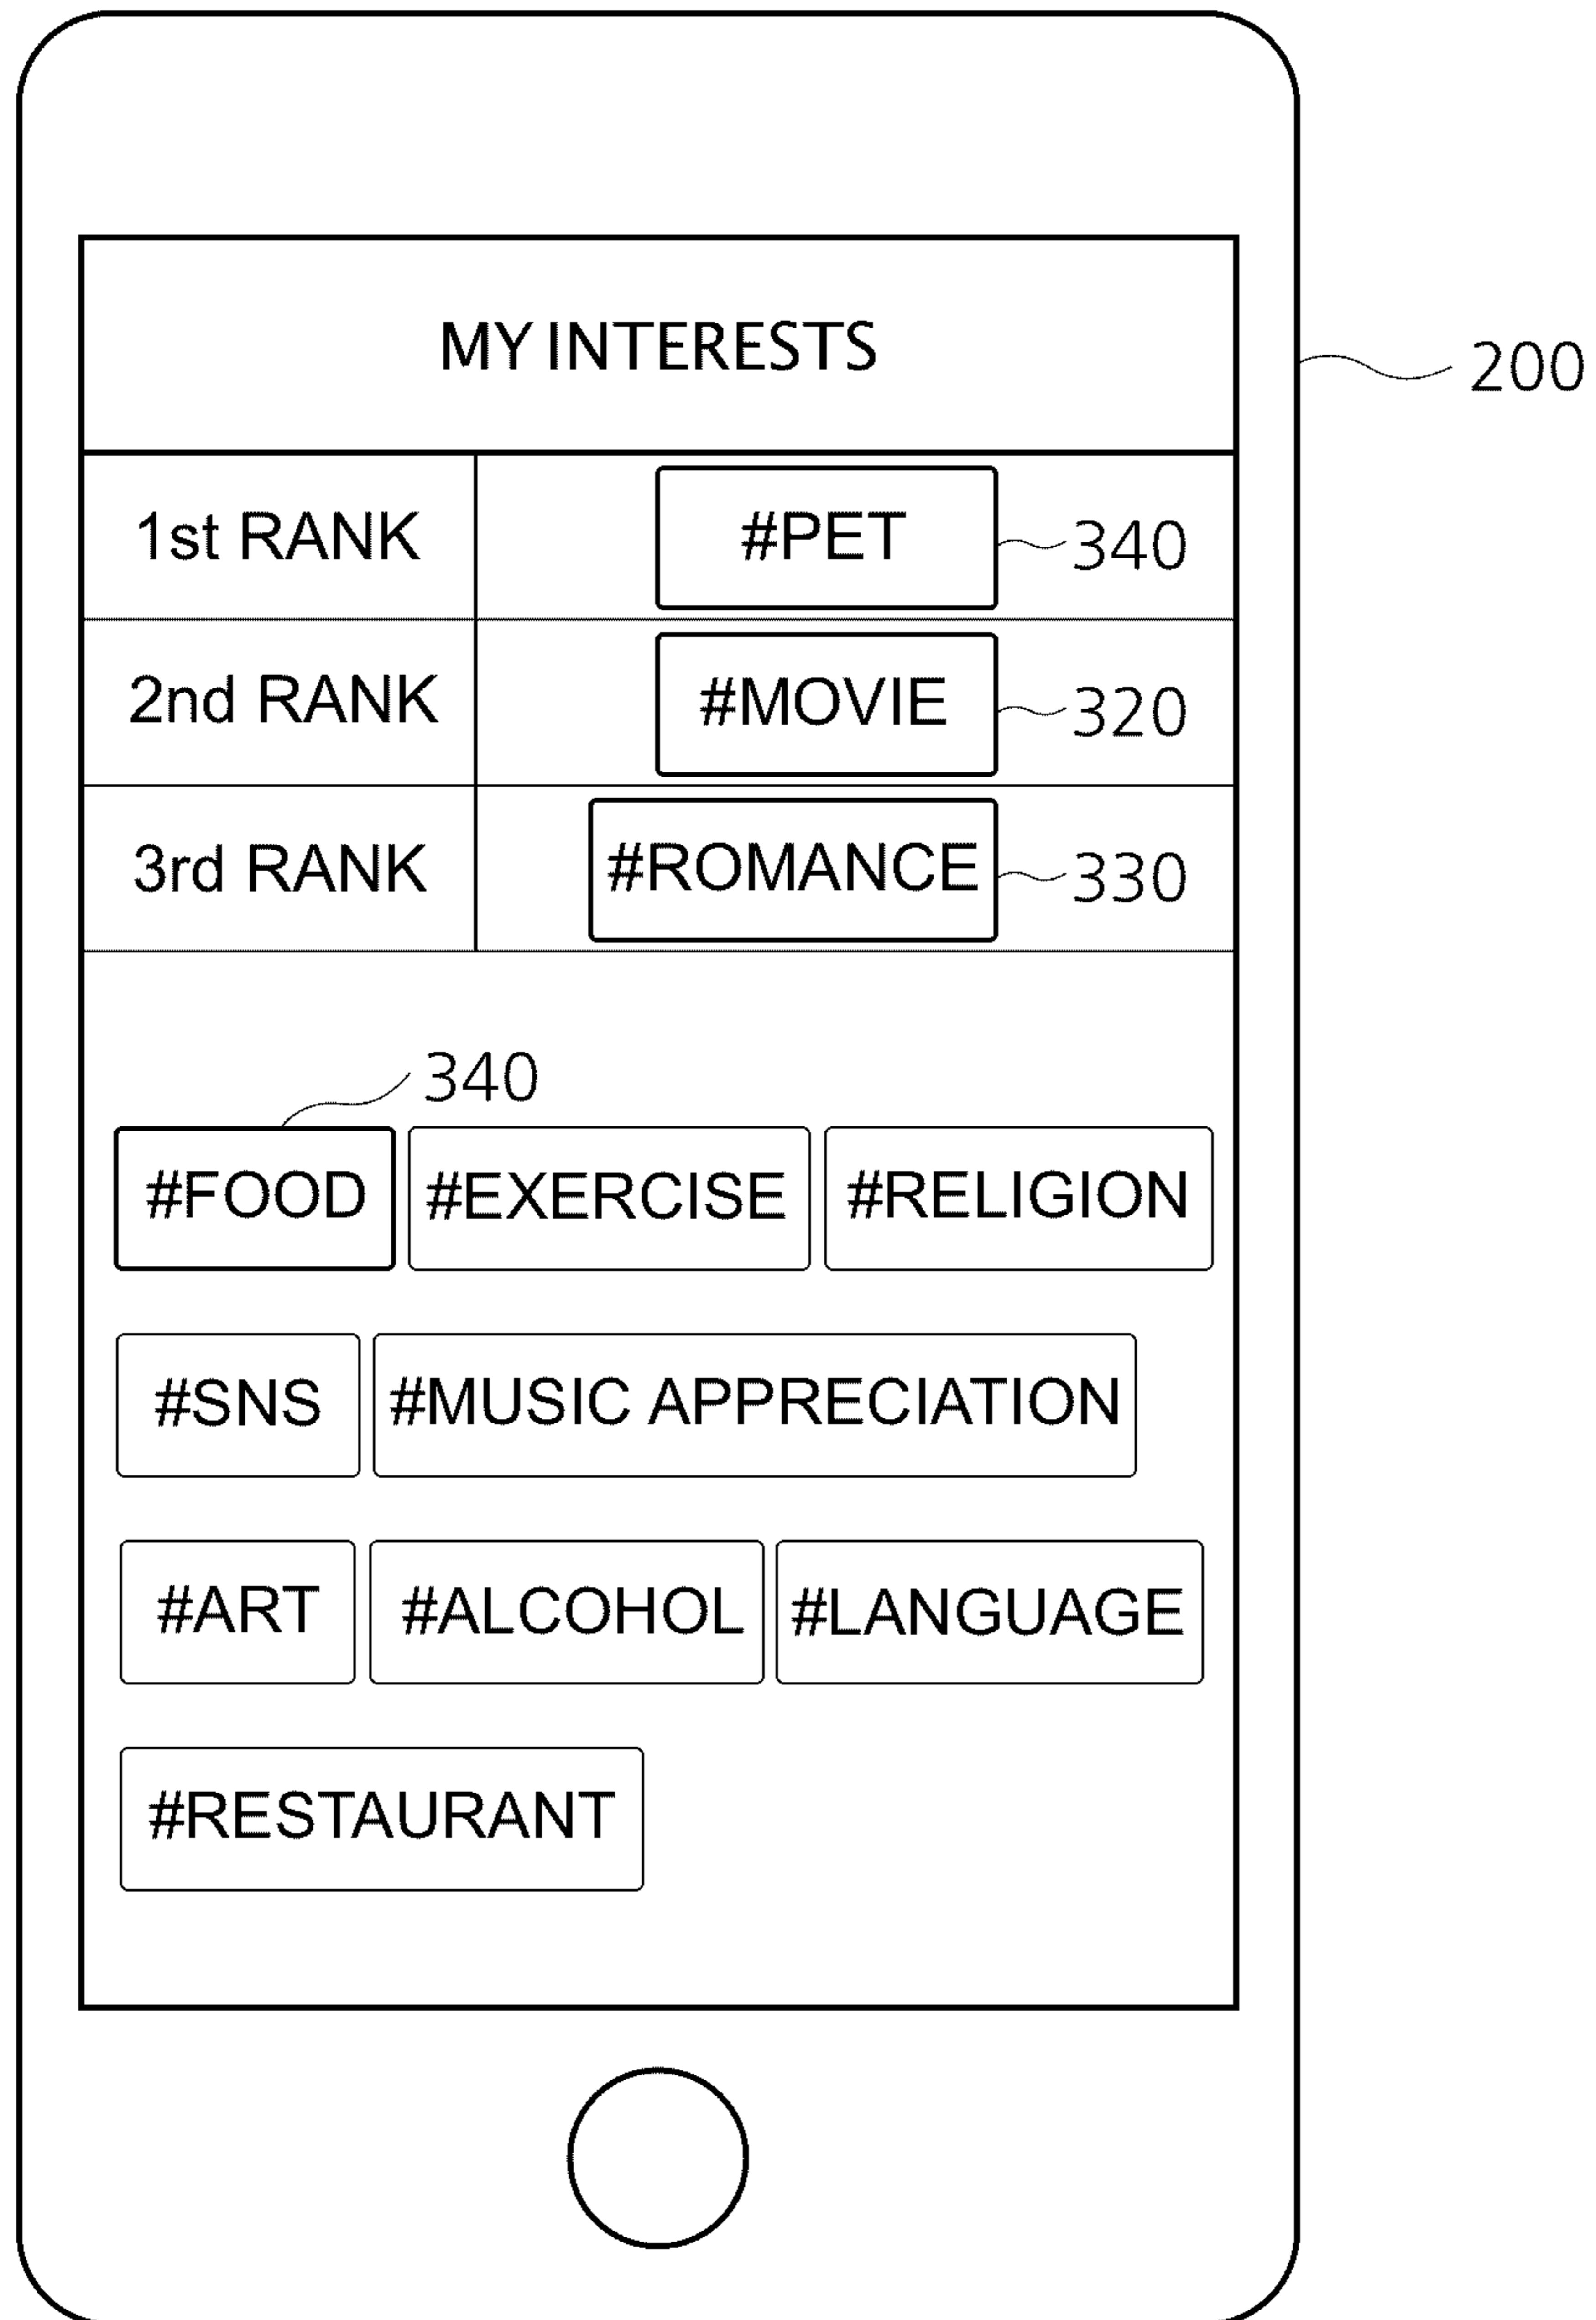 MY INTERESTS
200
1st RANK #PET 340
2nd RANK #MOVIE 320
3rd RANK #ROMANCE 330
340
#FOOD #EXERCISE #RELIGION
#SNS #MUSIC APPRECIATION
#ART #ALCOHOL #LANGUAGE
#RESTAURANT